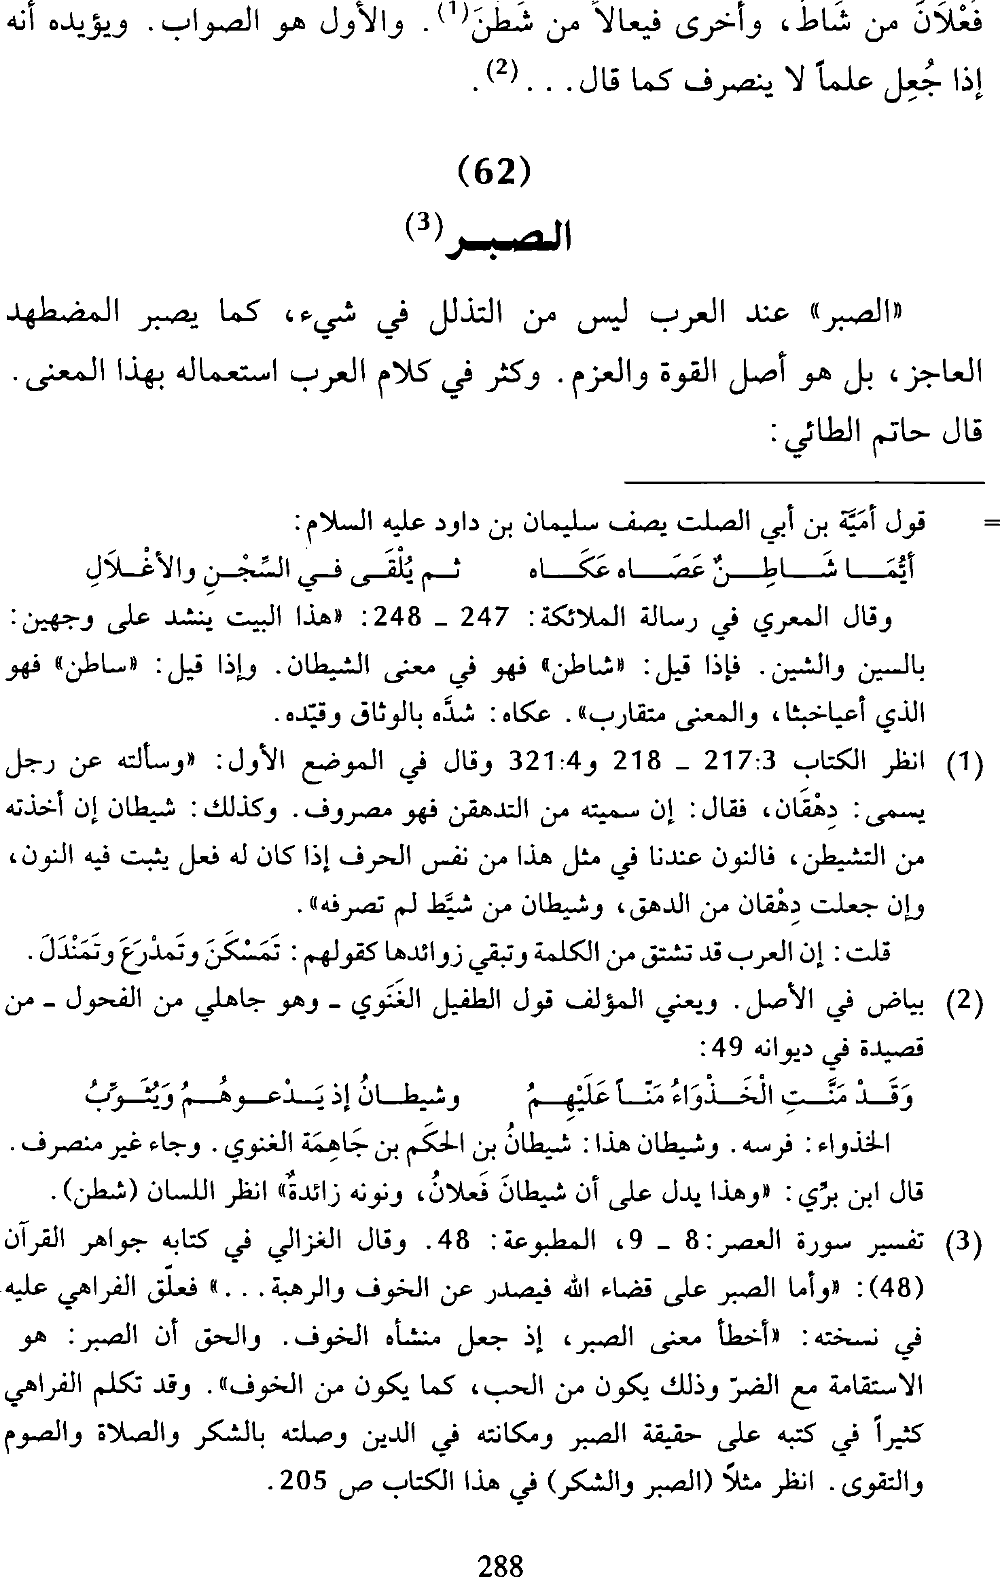 فَعْلَانَ من شَاطَ، وأخرى فيعالاً من شَطَنَ(1). والأول هو الصواب. ويؤيده أنه
إذا جُعِل علماً لا ينصرف كما قال. . .(2).
(62)
الصبر(3)
«الصبر» عند العرب ليس من التذلل في شيء، كما يصبر المضطهد
العاجز، بل هو أصل القوة والعزم. وكثر في كلام العرب استعماله بهذا المعنى.
قال حاتم الطائي:
= قول أمَيَّة بن أبي الصلت يصف سليمان بن داود عليه السلام:
أيُّمَا شَاطِنٌ عَصَاه عَكَاه ثم يُلْقَى في السِّجْنِ والأغْلَالِ
وقال المعري في رسالة الملائكة: 247 - 248: «هذا البيت ينشد على وجهين:
بالسين والشين. فإذا قيل: «شاطن» فهو في معنى الشيطان. وإذا قيل: «ساطن» فهو
الذي أعياخبثا، والمعنى متقارب». عكاه: شدَّه بالوثاق وقيّده.
(1) انظر الكتاب 217:3 - 218 و321:4 وقال في الموضع الأول: «وسألته عن رجل
يسمى: دِهْقَان، فقال: إن سميته من التدهقن فهو مصروف. وكذلك: شيطان إن أخذته
من التشيطن، فالنون عندنا في مثل هذا من نفس الحرف إذا كان له فعل يثبت فيه النون،
وإن جعلت دِهْقان من الدهق، وشيطان من شيَّط لم تصرفه».
قلت: إن العرب قد تشتق من الكلمة وتبقي زوائدها كقولهم: تَمَسْكَنَ وتَمدْرَعَ وتَمَنْدَلَ.
(2) بياض في الأصل. ويعني المؤلف قول الطفيل الغَنَوي - وهو جاهلي من الفحول - من
قصيدة في ديوانه 49:
وَقَدْ مَنَّتِ الْخَذْوَاءُ مَنّاً عَلَيْهِمُ وشيطانُ إذ يَدْعوهُمُ وَيُثَوِّبُ
الخذواء: فرسه. وشيطان هذا: شيطانُ بن الحكَم بن جَاهِمَة الغنوي. وجاء غير منصرف.
قال ابن برِّي: «وهذا يدل على أن شيطانَ فَعلانُ، ونونه زائدةٌ» انظر اللسان (شطن).
(3) تفسير سورة العصر: 8 - 9، المطبوعة: 48. وقال الغزالي في كتابه جواهر القرآن
(48): «وأما الصبر على قضاء الله فيصدر عن الخوف والرهبة. . .» فعلّق الفراهي عليه
في نسخته: «أخطأ معنى الصبر، إذ جعل منشأه الخوف. والحق أن الصبر: هو
الاستقامة مع الضرّ وذلك يكون من الحب، كما يكون من الخوف». وقد تكلم الفراهي
كثيراً في كتبه على حقيقة الصبر ومكانته في الدين وصلته بالشكر والصلاة والصوم
والتقوى. انظر مثلاً (الصبر والشكر) في هذا الكتاب ص 205.
288